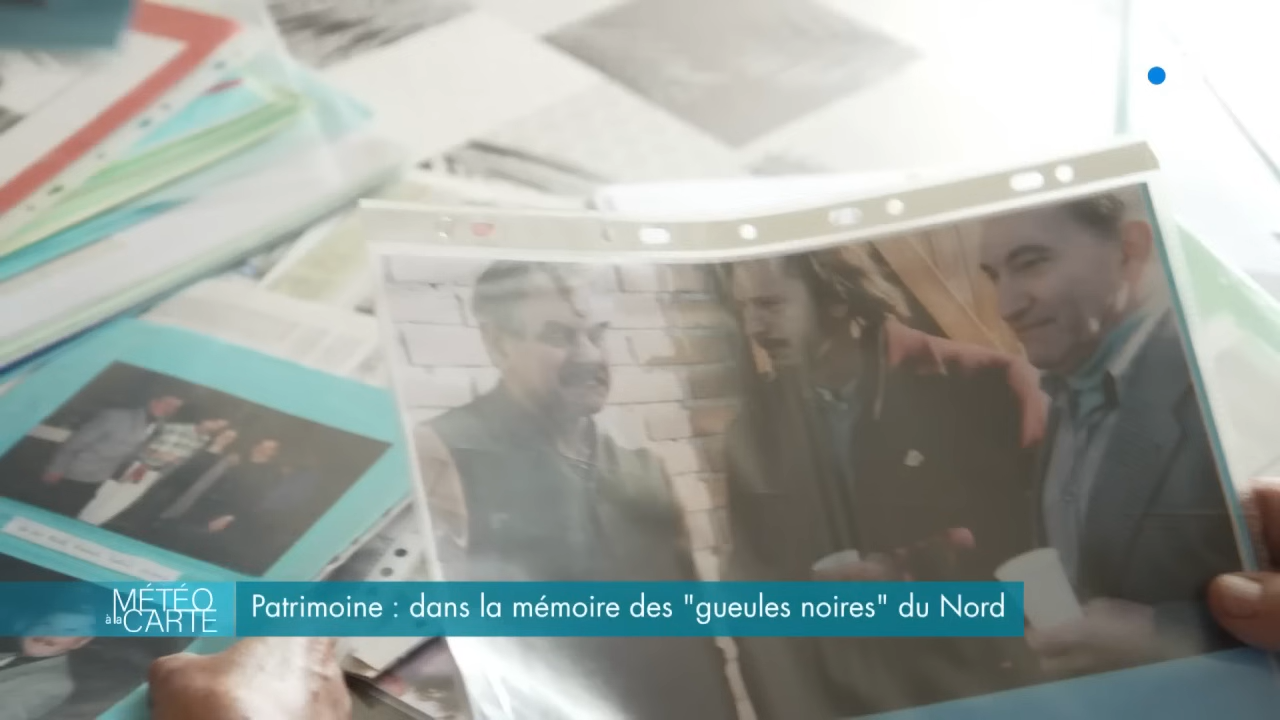 MÉTÉO
à la CARTE
Patrimoine : dans la mémoire des "gueules noires" du Nord